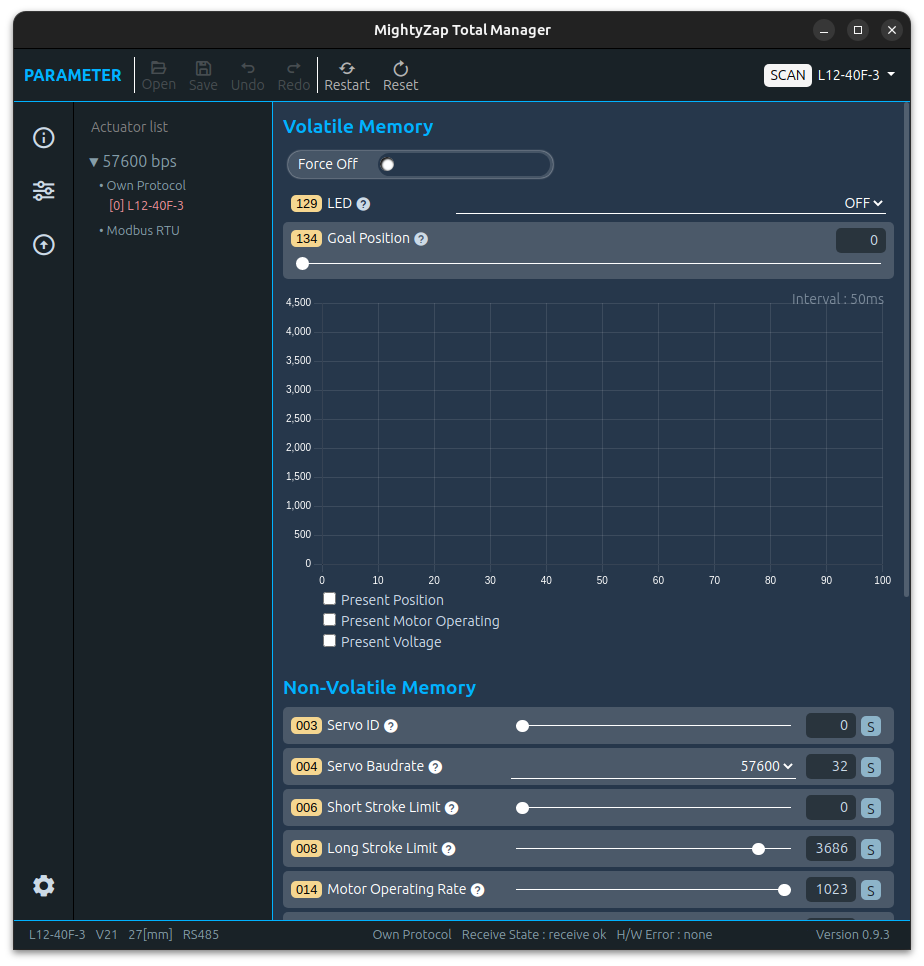 MightyZap Total Manager
PARAMETER Open Save Undo Redo Restart Reset SCAN L12-40F-3
Actuator list
▼ 57600 bps
• Own Protocol
[0] L12-40F-3
• Modbus RTU
Volatile Memory
Force Off
129 LED ? OFF
134 Goal Position ? 0
Interval : 50ms
4,500
4,000
3,500
3,000
2,500
2,000
1,500
1,000
500
0
0 10 20 30 40 50 60 70 80 90 100
Present Position
Present Motor Operating
Present Voltage
Non-Volatile Memory
003 Servo ID ? 0 S
004 Servo Baudrate ? 57600 32 S
006 Short Stroke Limit ? 0 S
008 Long Stroke Limit ? 3686 S
014 Motor Operating Rate ? 1023 S
L12-40F-3 V21 27[mm] RS485 Own Protocol Receive State : receive ok H/W Error : none Version 0.9.3